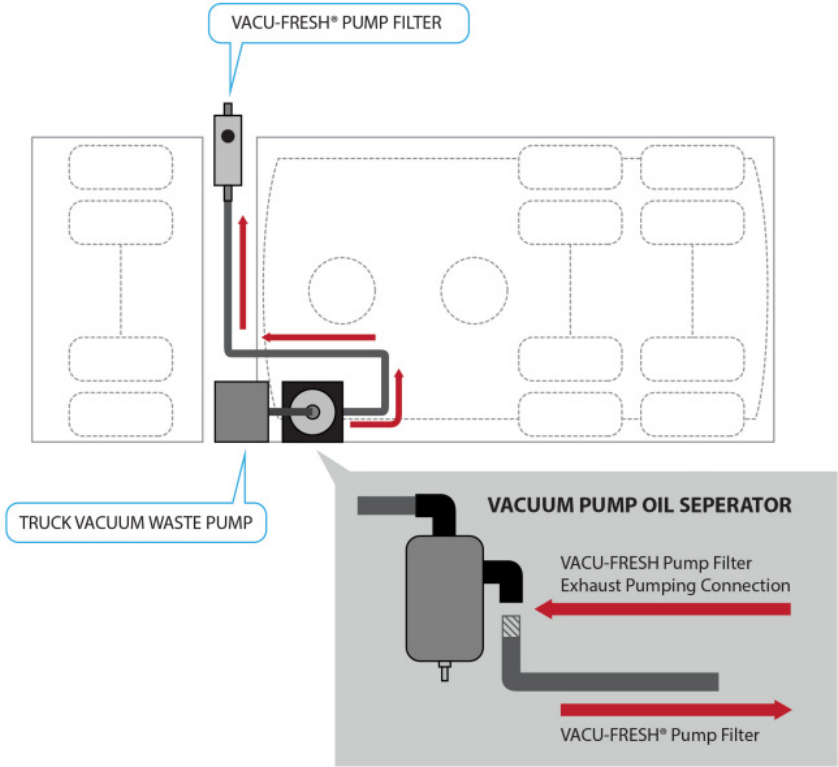 VACU-FRESH® PUMP FILTER
TRUCK VACUUM WASTE PUMP
VACUUM PUMP OIL SEPERATOR
VACU-FRESH Pump Filter
Exhaust Pumping Connection
VACU-FRESH® Pump Filter